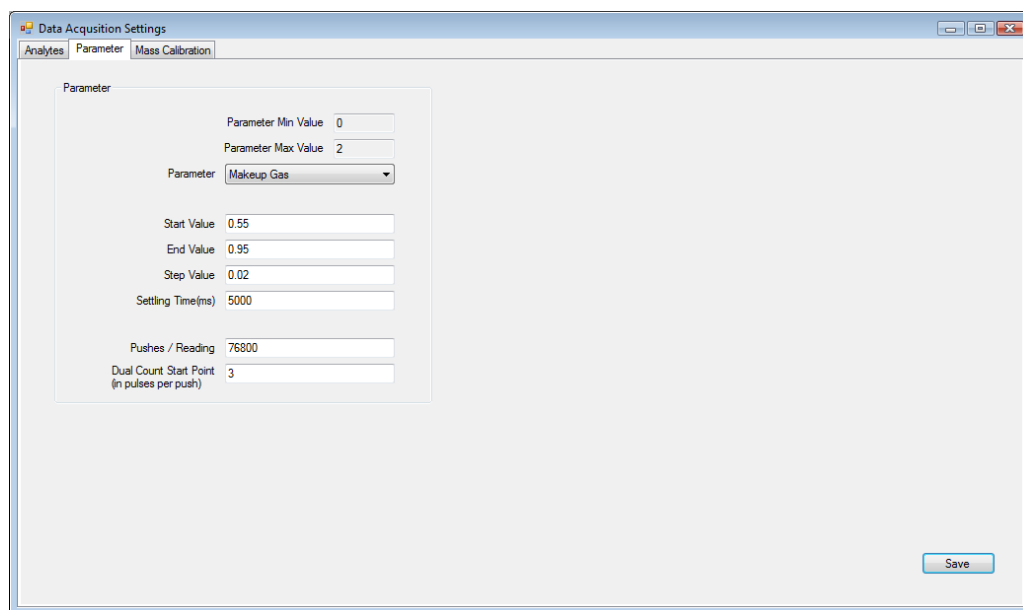 Data Acqusition Settings
Analytes Parameter Mass Calibration
Parameter
Parameter Min Value 0
Parameter Max Value 2
Parameter Makeup Gas
Start Value 0.55
End Value 0.95
Step Value 0.02
Settling Time(ms) 5000
Pushes / Reading 76800
Dual Count Start Point 3
(in pulses per push)
Save